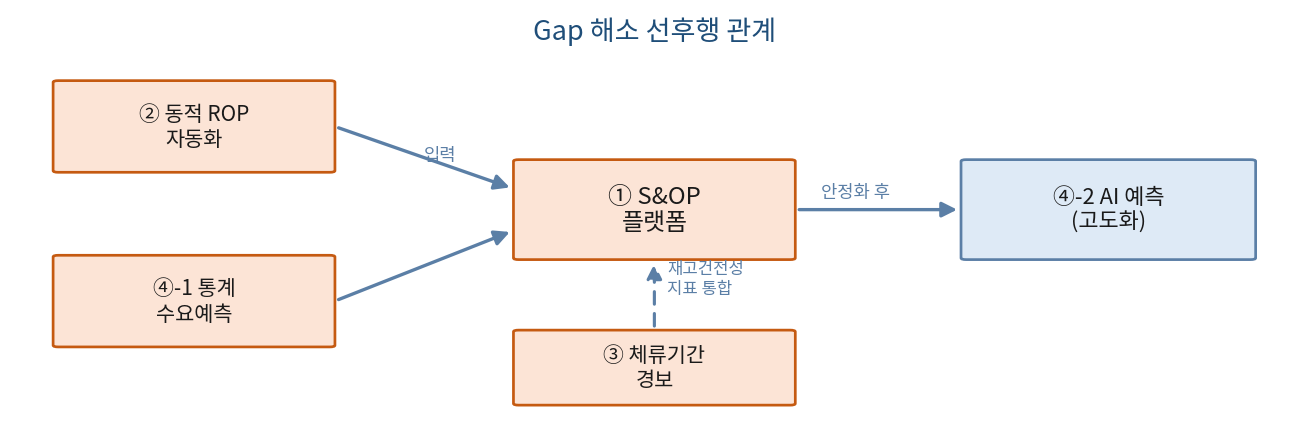 Gap 해소 선후행 관계
② 동적 ROP
자동화
입력
① S&OP
플랫폼
안정화 후
④-2 AI 예측
(고도화)
④-1 통계
수요예측
재고건전성
지표 통합
③ 체류기간
경보